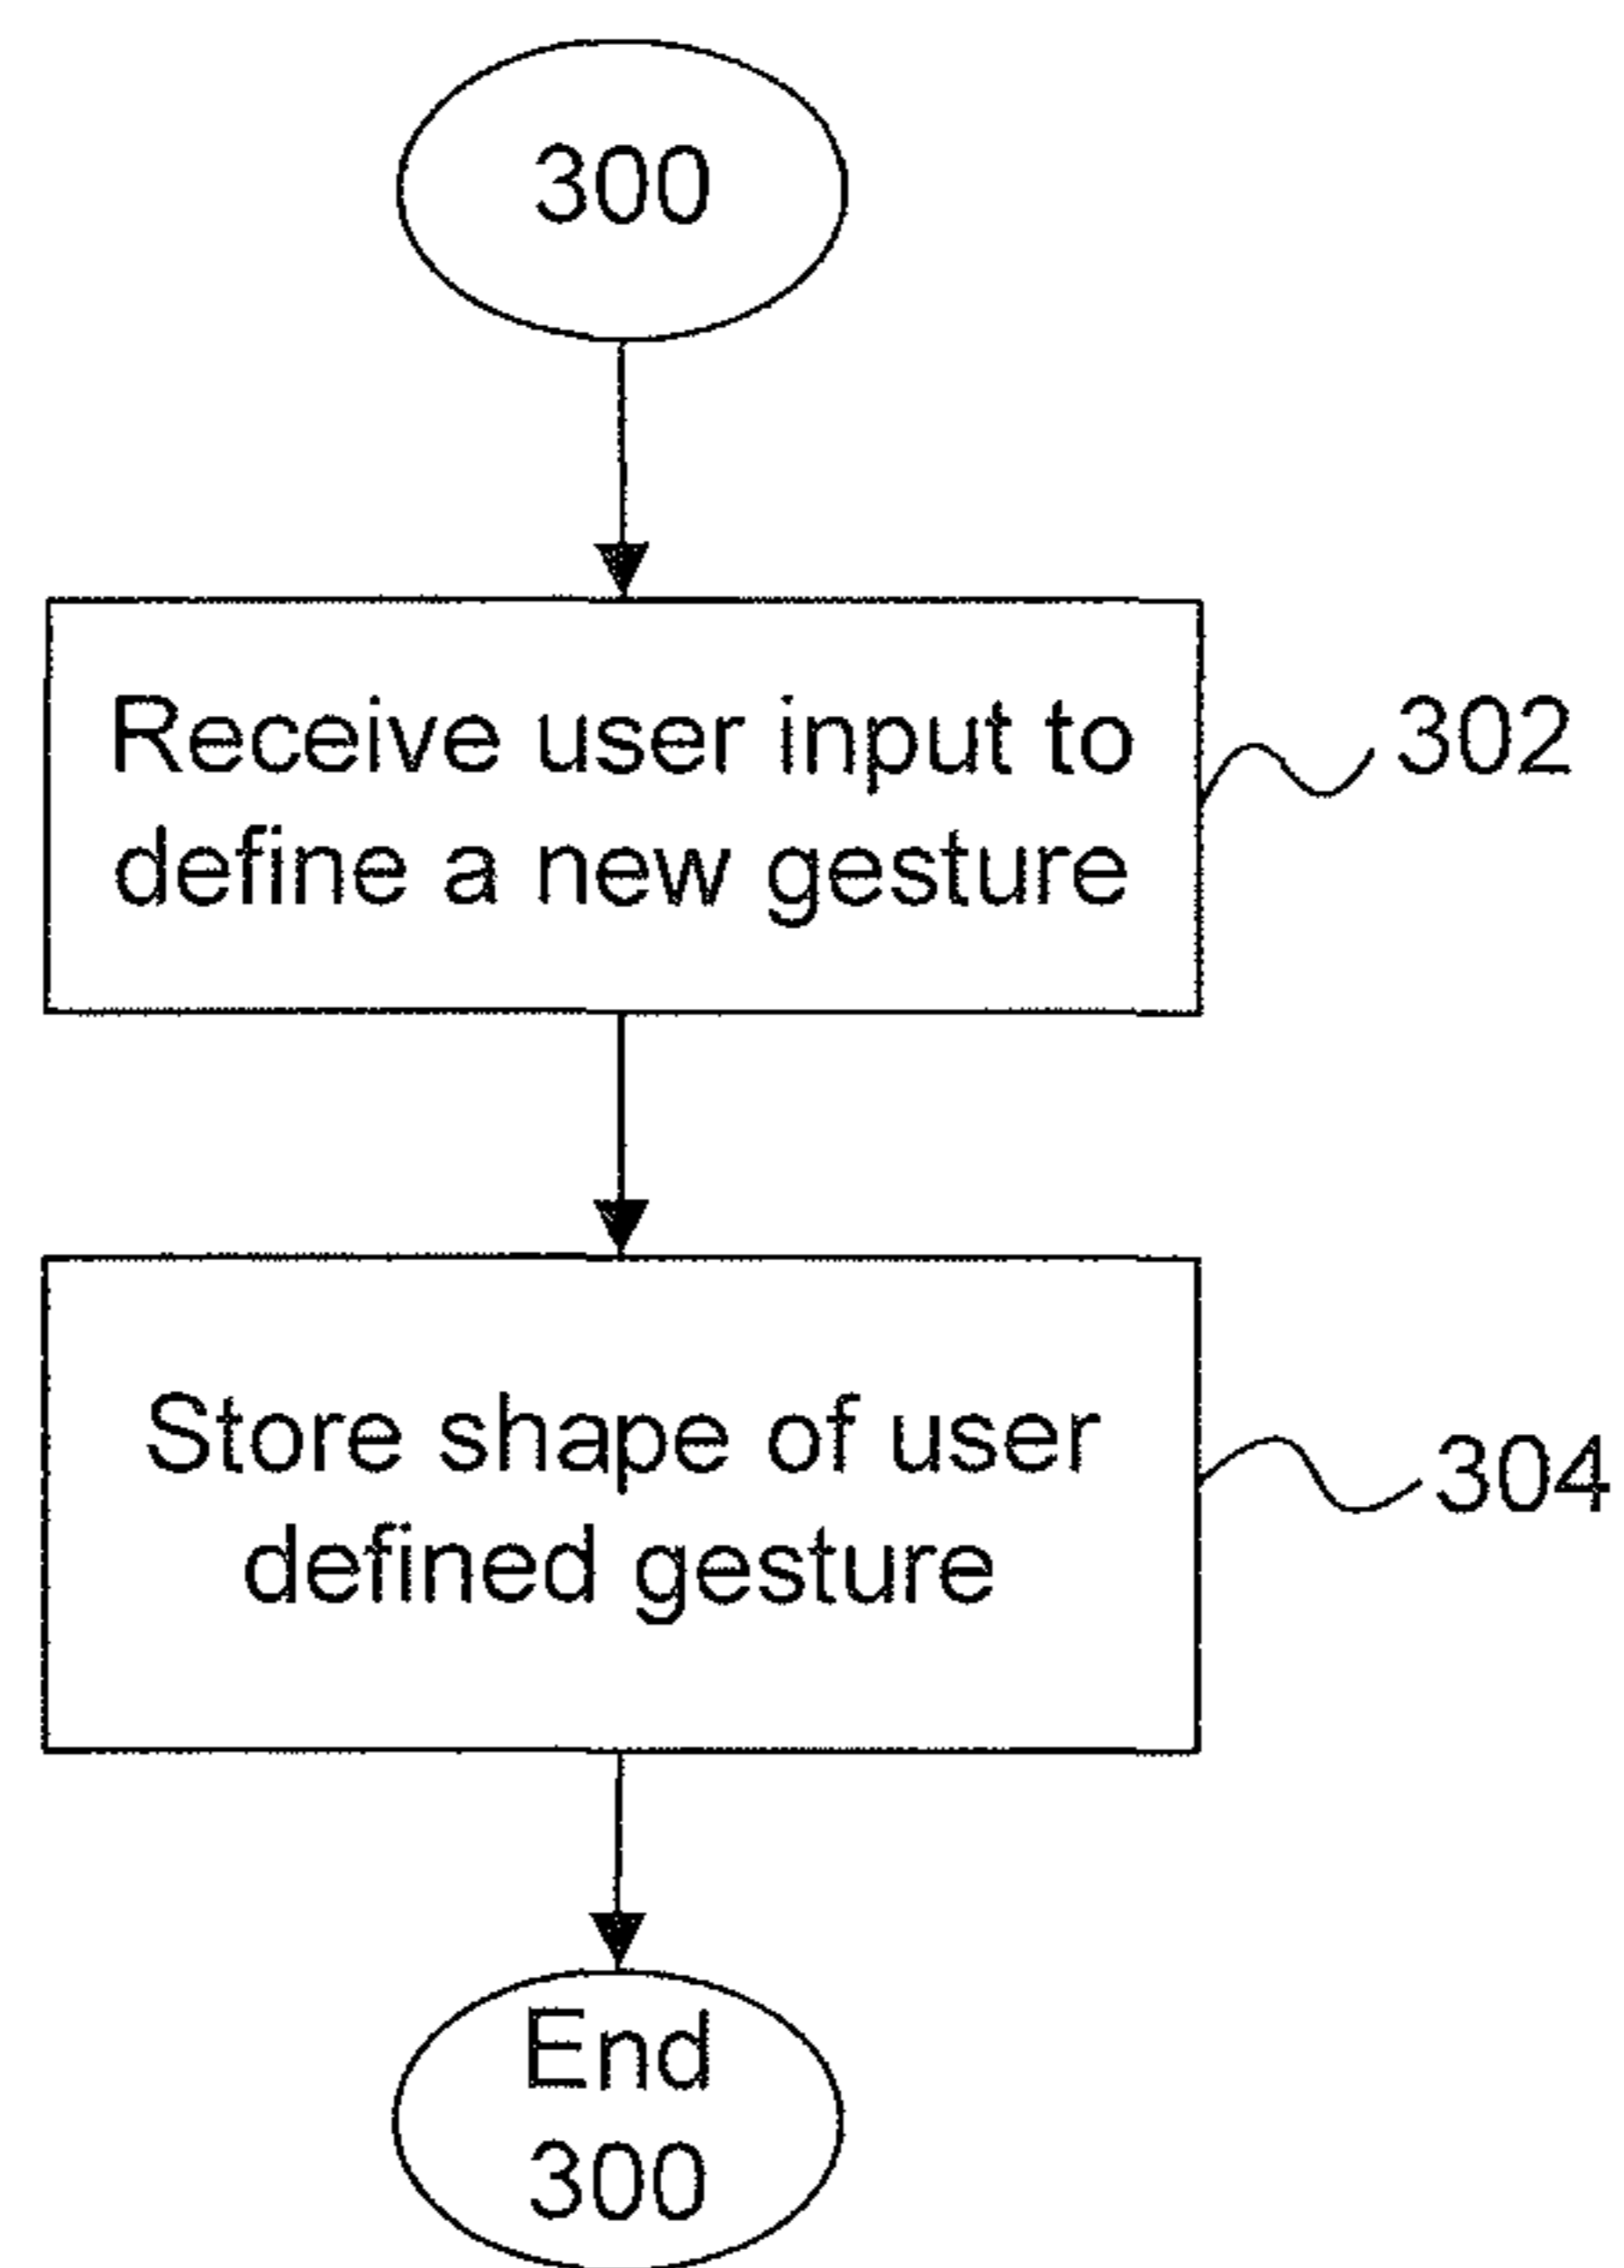 300
Receive user input to
define a new gesture
302
Store shape of user
defined gesture
304
End
300